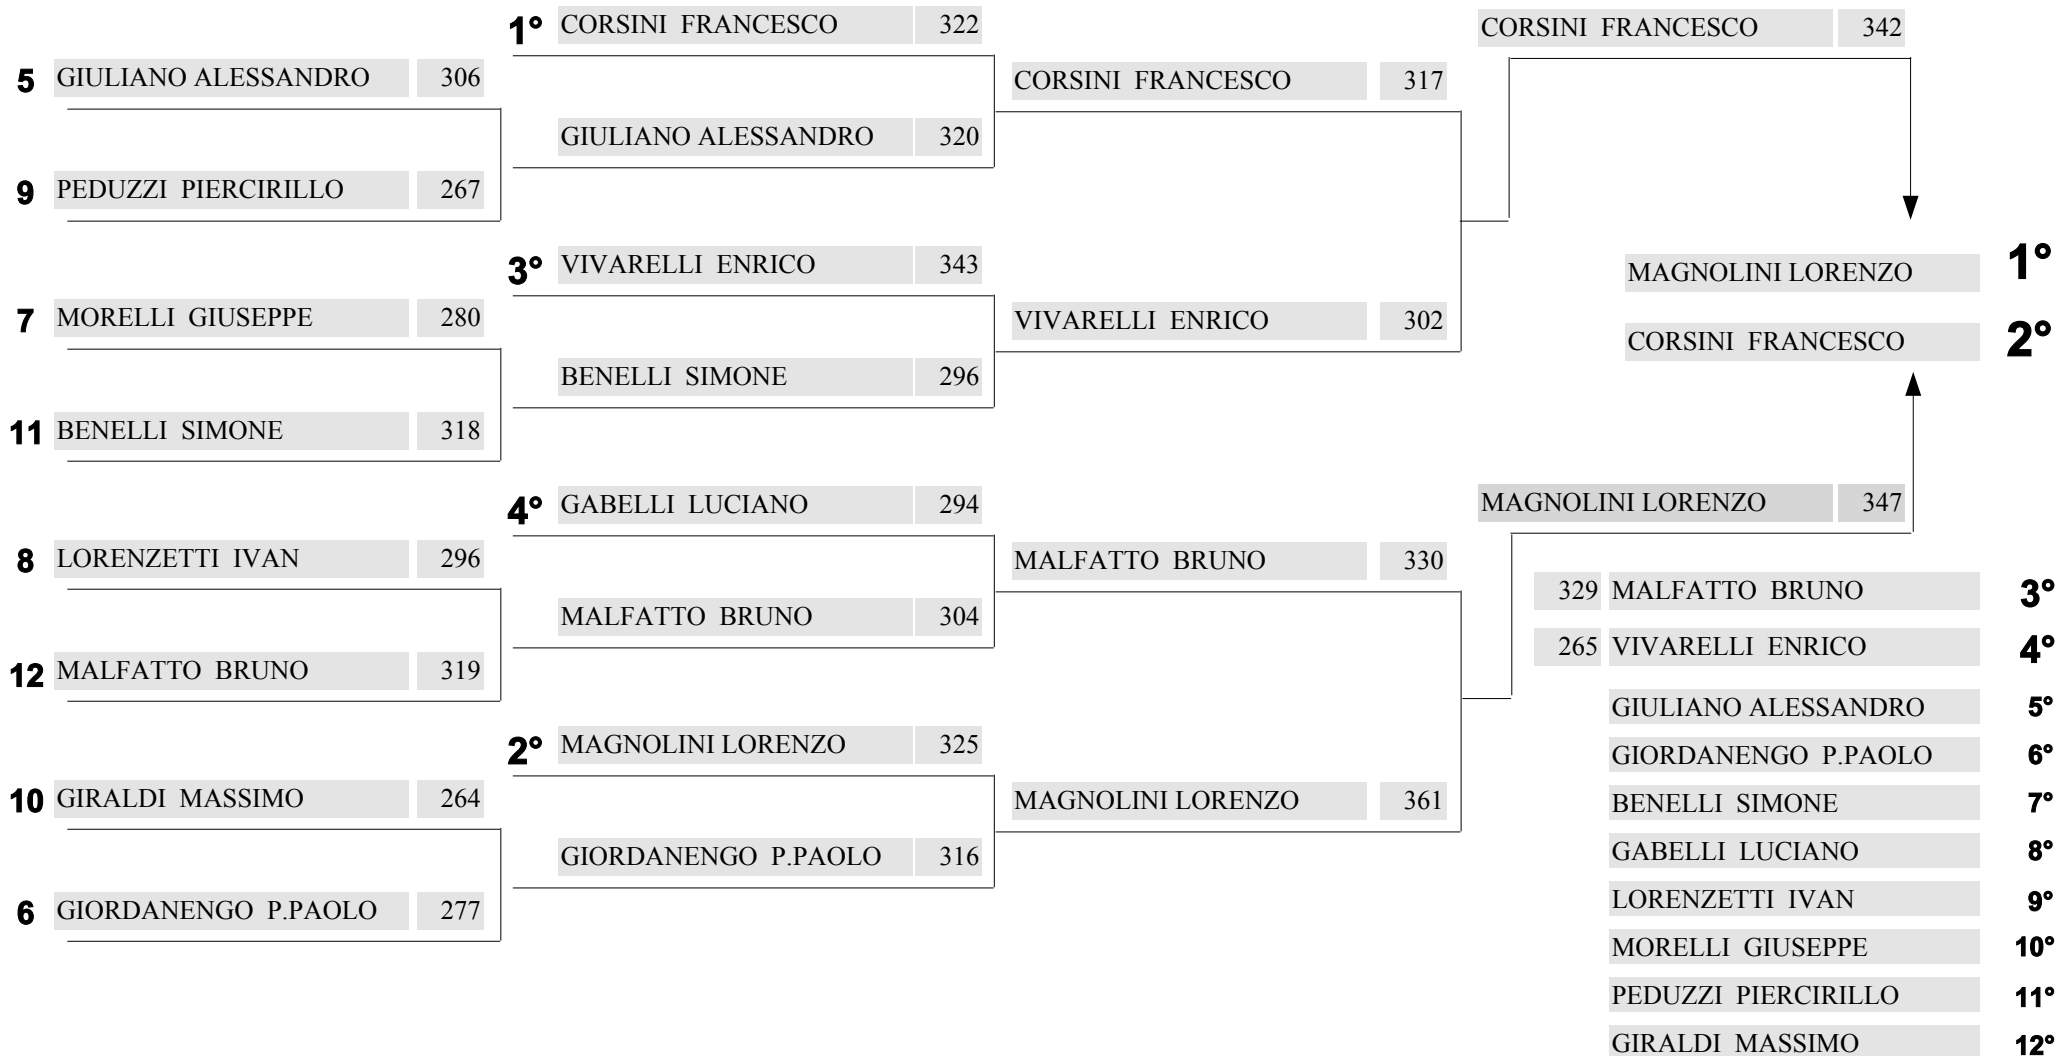 1° CORSINI FRANCESCO 322
CORSINI FRANCESCO 342
5 GIULIANO ALESSANDRO 306
CORSINI FRANCESCO 317
GIULIANO ALESSANDRO 320
9 PEDUZZI PIERCIRILLO 267
3° VIVARELLI ENRICO 343
MAGNOLINI LORENZO 1°
7 MORELLI GIUSEPPE 280
VIVARELLI ENRICO 302
CORSINI FRANCESCO 2°
BENELLI SIMONE 296
11 BENELLI SIMONE 318
4° GABELLI LUCIANO 294
MAGNOLINI LORENZO 347
8 LORENZETTI IVAN 296
MALFATTO BRUNO 330
329 MALFATTO BRUNO 3°
MALFATTO BRUNO 304
265 VIVARELLI ENRICO 4°
12 MALFATTO BRUNO 319
GIULIANO ALESSANDRO 5°
2° MAGNOLINI LORENZO 325
GIORDANENGO P.PAOLO 6°
10 GIRALDI MASSIMO 264
MAGNOLINI LORENZO 361
BENELLI SIMONE 7°
GIORDANENGO P.PAOLO 316
GABELLI LUCIANO 8°
LORENZETTI IVAN 9°
6 GIORDANENGO P.PAOLO 277
MORELLI GIUSEPPE 10°
PEDUZZI PIERCIRILLO 11°
GIRALDI MASSIMO 12°